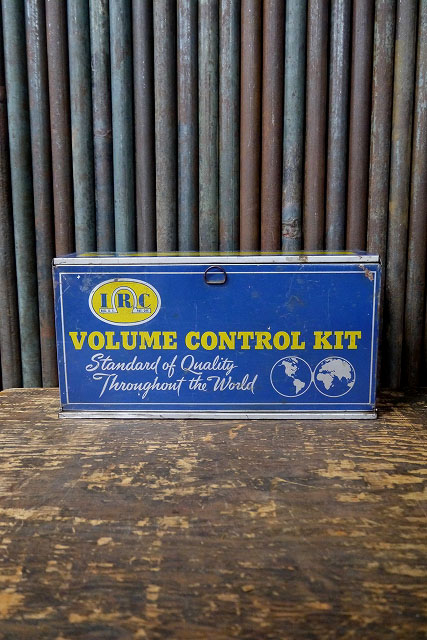 IRC
VOLUME CONTROL KIT
Standard of Quality
Throughout the World